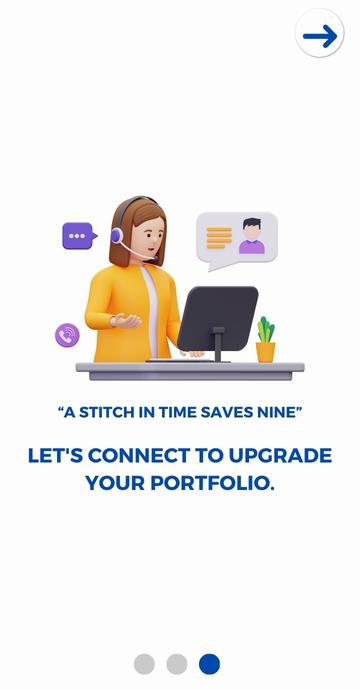 “A STITCH IN TIME SAVES NINE”
LET'S CONNECT TO UPGRADE
YOUR PORTFOLIO.